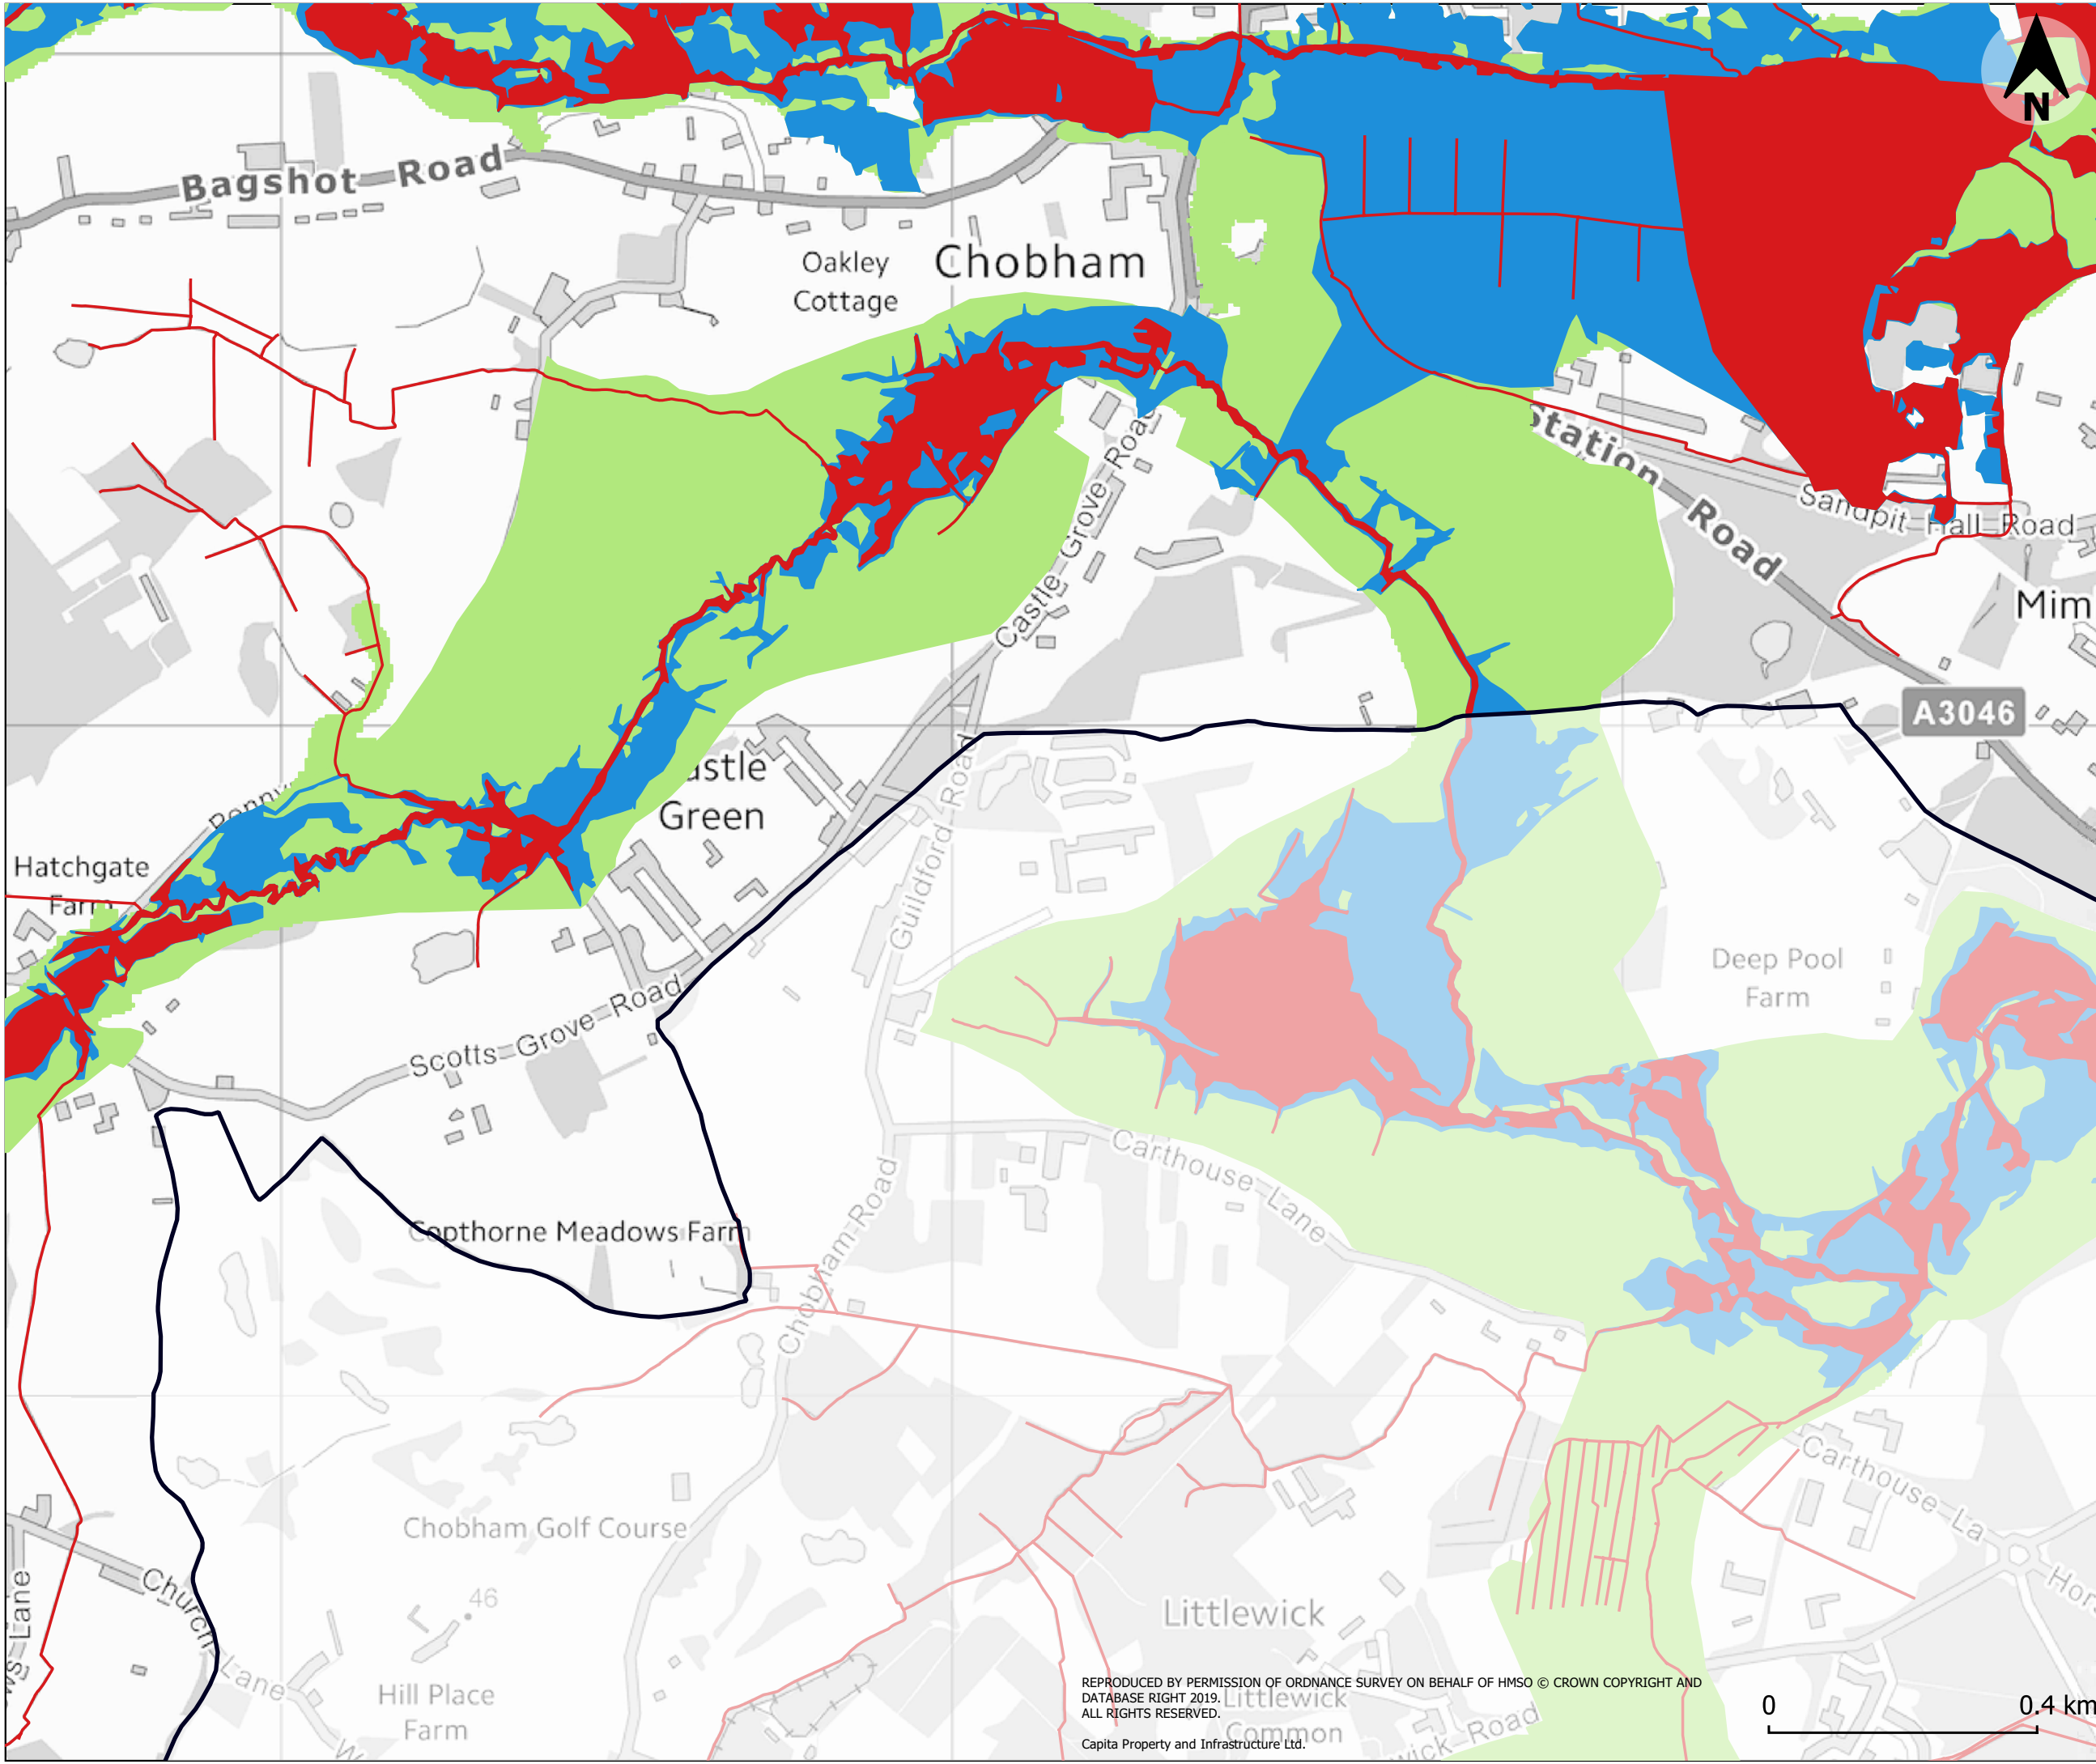 N
Bagshot Road
Oakley
Cottage
Chobham
Station Road
Sandpit Hall Road
Mim
Castle Grove Road
A3046
astle
Green
Hatchgate
Farm
Guildford Road
Deep Pool
Farm
Scotts Grove Road
Carthouse Lane
Copthorne Meadows Farm
Chobham Road
Carthouse La
Chobham Golf Course
46
Church Lane
Littlewick
Hill Place
Farm
Littlewick
Common
wick Road
REPRODUCED BY PERMISSION OF ORDNANCE SURVEY ON BEHALF OF HMSO © CROWN COPYRIGHT AND
DATABASE RIGHT 2019.
ALL RIGHTS RESERVED.
Capita Property and Infrastructure Ltd.
0 0.4 km